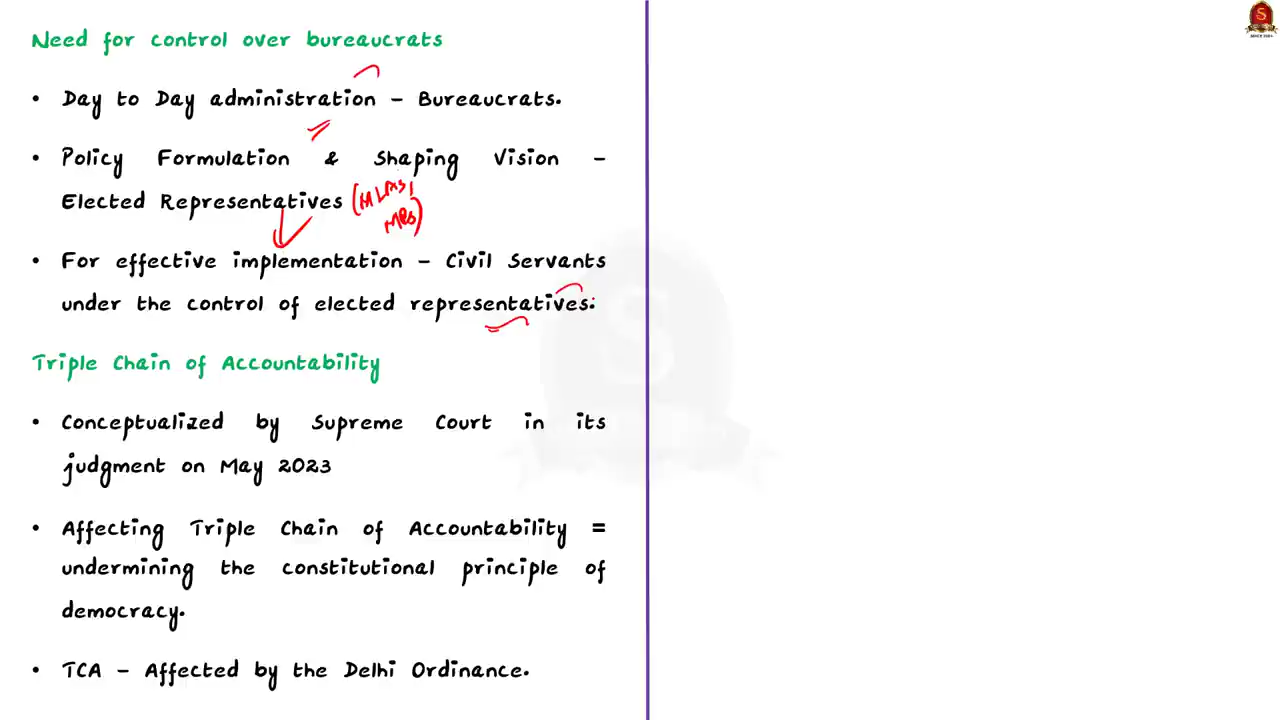 Need for control over bureaucrats
• Day to Day administration – Bureaucrats.
• Policy Formulation & Shaping Vision –
Elected Representatives (MLAs,
MPs)
• For effective implementation – Civil Servants
under the control of elected representatives.
Triple Chain of Accountability
• Conceptualized by Supreme Court in its
judgment on May 2023
• Affecting Triple Chain of Accountability =
undermining the constitutional principle of
democracy.
• TCA – Affected by the Delhi Ordinance.
S